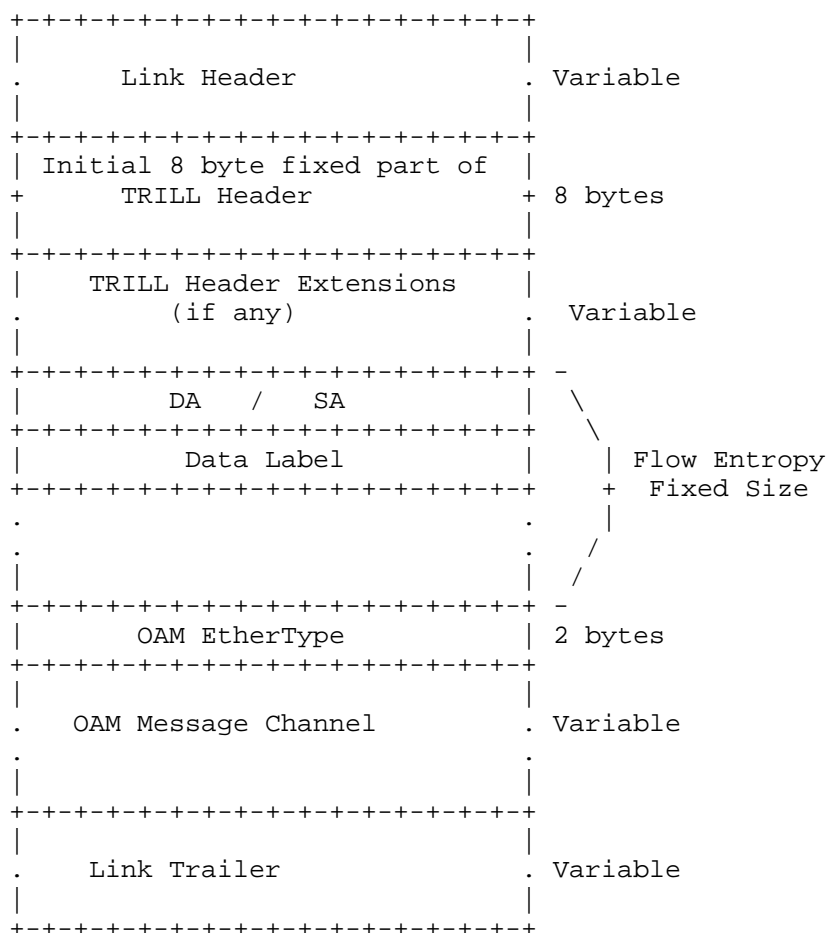 +-+-+-+-+-+-+-+-+-+-+-+-+-+-+-+-+
|                               |
.       Link Header             . Variable
|                               |
+-+-+-+-+-+-+-+-+-+-+-+-+-+-+-+-+
| Initial 8 byte fixed part of  |
+       TRILL Header            + 8 bytes
|                               |
+-+-+-+-+-+-+-+-+-+-+-+-+-+-+-+-+
|    TRILL Header Extensions    |
.         (if any)              .  Variable
|                               |
+-+-+-+-+-+-+-+-+-+-+-+-+-+-+-+-+ -
|         DA   /   SA           |  \
+-+-+-+-+-+-+-+-+-+-+-+-+-+-+-+-+   \
|          Data Label           |    | Flow Entropy
+-+-+-+-+-+-+-+-+-+-+-+-+-+-+-+-+    +  Fixed Size
.                               .    |
.                               .   /
|                               |  /
+-+-+-+-+-+-+-+-+-+-+-+-+-+-+-+-+ -
|       OAM EtherType           | 2 bytes
+-+-+-+-+-+-+-+-+-+-+-+-+-+-+-+-+
|                               |
.   OAM Message Channel         . Variable
.                               .
|                               |
+-+-+-+-+-+-+-+-+-+-+-+-+-+-+-+-+
|                               |
.    Link Trailer               . Variable
|                               |
+-+-+-+-+-+-+-+-+-+-+-+-+-+-+-+-+